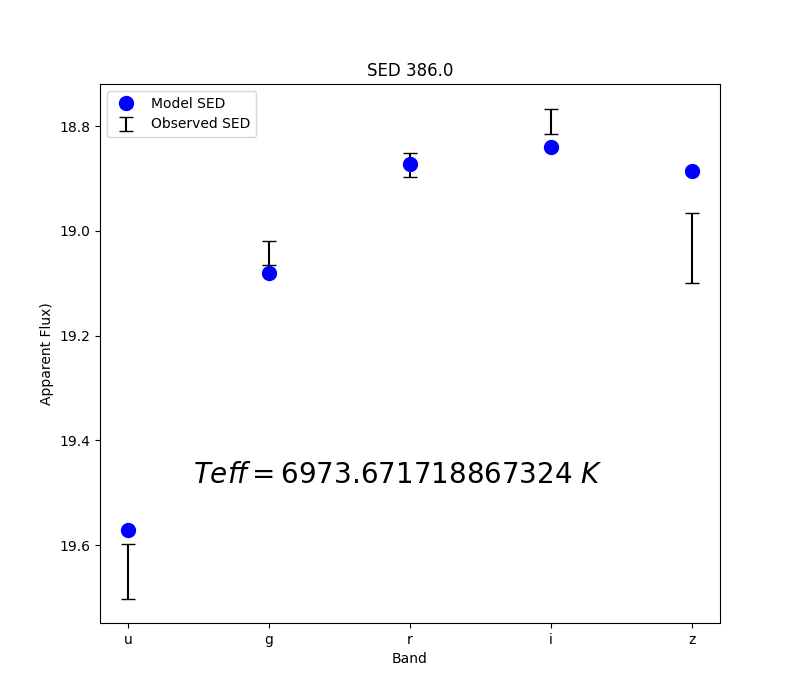 SED 386.0
Model SED
Observed SED
18.8
19.0
19.2
19.4
19.6
Apparent Flux)
Teff = 6973.671718867324 K
u g r i z
Band